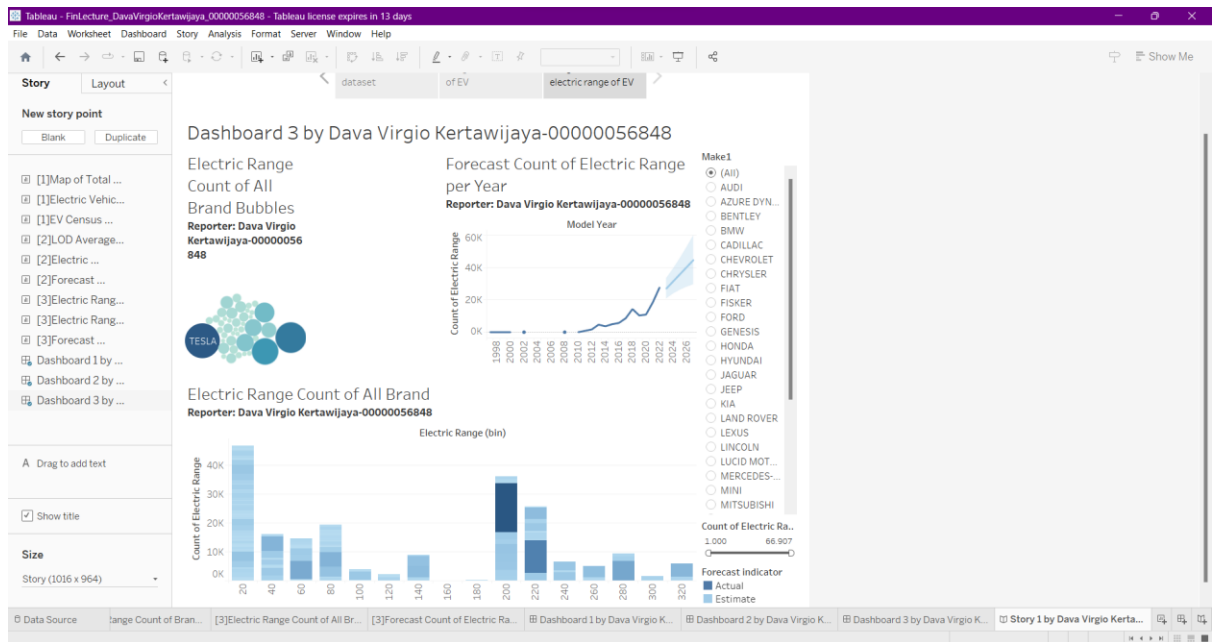 Tableau - FinLecture_DavaVirgioKertawijaya_00000056848 - Tableau license expires in 13 days
File Data Worksheet Dashboard Story Analysis Format Server Window Help
Show Me
Story Layout
New story point
Blank Duplicate
[1]Map of Total ...
[1]Electric Vehic...
[1]EV Census ...
[2]LOD Average...
[2]Electric ...
[2]Forecast ...
[3]Electric Rang...
[3]Electric Rang...
[3]Forecast ...
Dashboard 1 by ...
Dashboard 2 by ...
Dashboard 3 by ...
A Drag to add text
Show title
Size
Story (1016 x 964)
dataset
of EV
electric range of EV
Dashboard 3 by Dava Virgio Kertawijaya-00000056848
Electric Range
Count of All
Brand Bubbles
Reporter: Dava Virgio
Kertawijaya-00000056
848
TESLA
Forecast Count of Electric Range
per Year
Reporter: Dava Virgio Kertawijaya-00000056848
Model Year
Count of Electric Range
60K
40K
20K
0K
1998 2000 2002 2004 2006 2008 2010 2012 2014 2016 2018 2020 2022 2024 2026
Make1
(All)
AUDI
AZURE DYN...
BENTLEY
BMW
CADILLAC
CHEVROLET
CHRYSLER
FIAT
FISKER
FORD
GENESIS
HONDA
HYUNDAI
JAGUAR
JEEP
KIA
LAND ROVER
LEXUS
LINCOLN
LUCID MOT...
MERCEDES-...
MINI
MITSUBISHI
Electric Range Count of All Brand
Reporter: Dava Virgio Kertawijaya-00000056848
Electric Range (bin)
Count of Electric Range
40K
30K
20K
10K
0K
20 40 60 80 100 120 140 160 180 200 220 240 260 280 300 320
Count of Electric Ra..
1.000 66.907
Forecast indicator
Actual
Estimate
Data Source
ange Count of Bran...
[3]Electric Range Count of All Br...
[3]Forecast Count of Electric Ra...
Dashboard 1 by Dava Virgio K...
Dashboard 2 by Dava Virgio K...
Dashboard 3 by Dava Virgio K...
Story 1 by Dava Virgio Kerta...